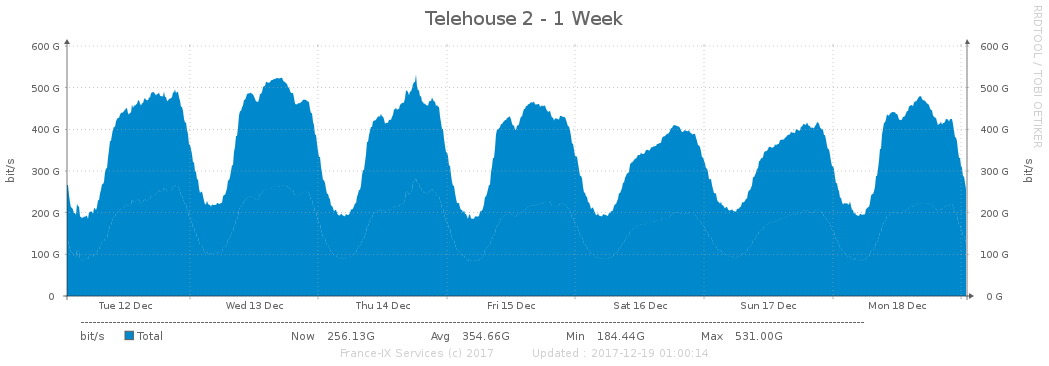 Telehouse 2 - 1 Week
RRDTOOL / TOBI OETIKER
bit/s
600 G 600 G
500 G 500 G
400 G 400 G
300 G 300 G
200 G 200 G
100 G 100 G
0 0 G
bit/s
Tue 12 Dec Wed 13 Dec Thu 14 Dec Fri 15 Dec Sat 16 Dec Sun 17 Dec Mon 18 Dec
bit/s Total Now 256.13G Avg 354.66G Min 184.44G Max 531.00G
France-IX Services (c) 2017 Updated : 2017-12-19 01:00:14